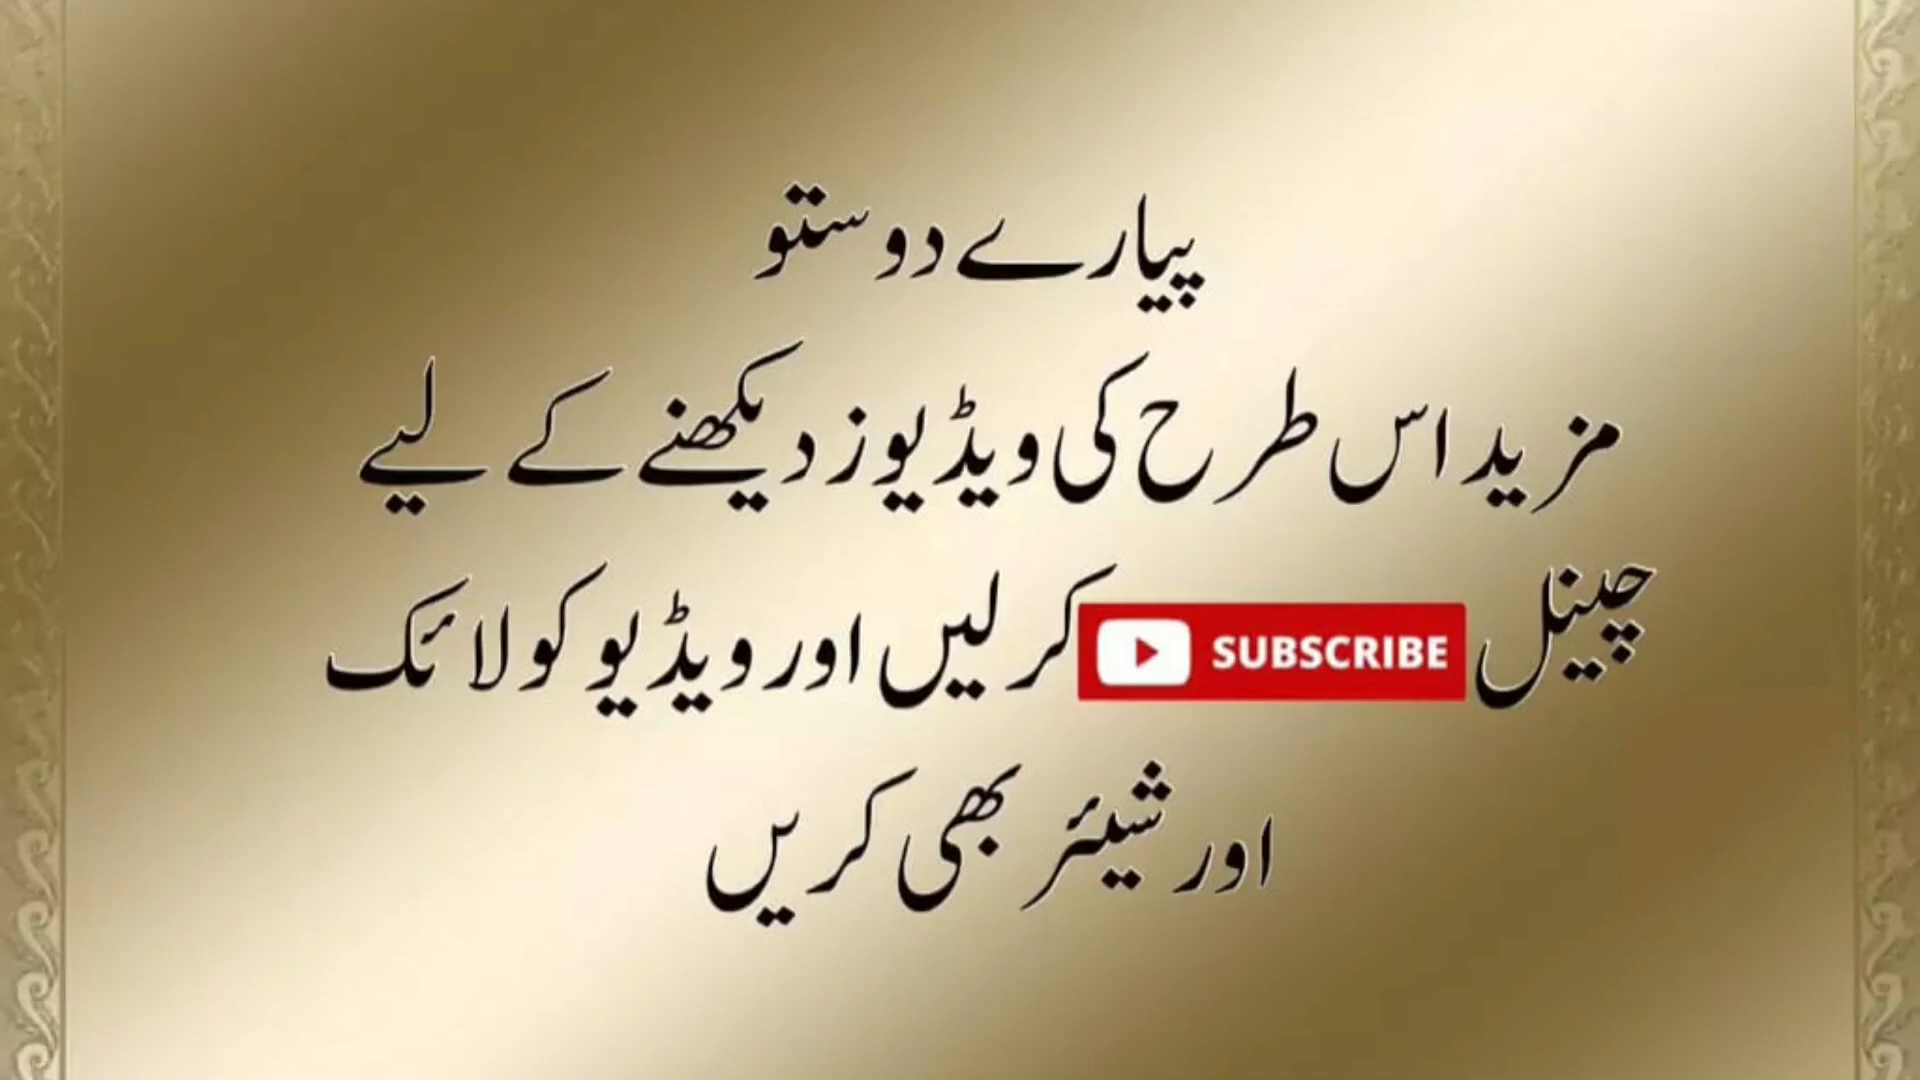 پیارے دوستو
مزید اس طرح کی ویڈیوز دیکھنے کے لیے
چینل SUBSCRIBE کر لیں اور ویڈیو کو لائک
اور شیئر بھی کریں